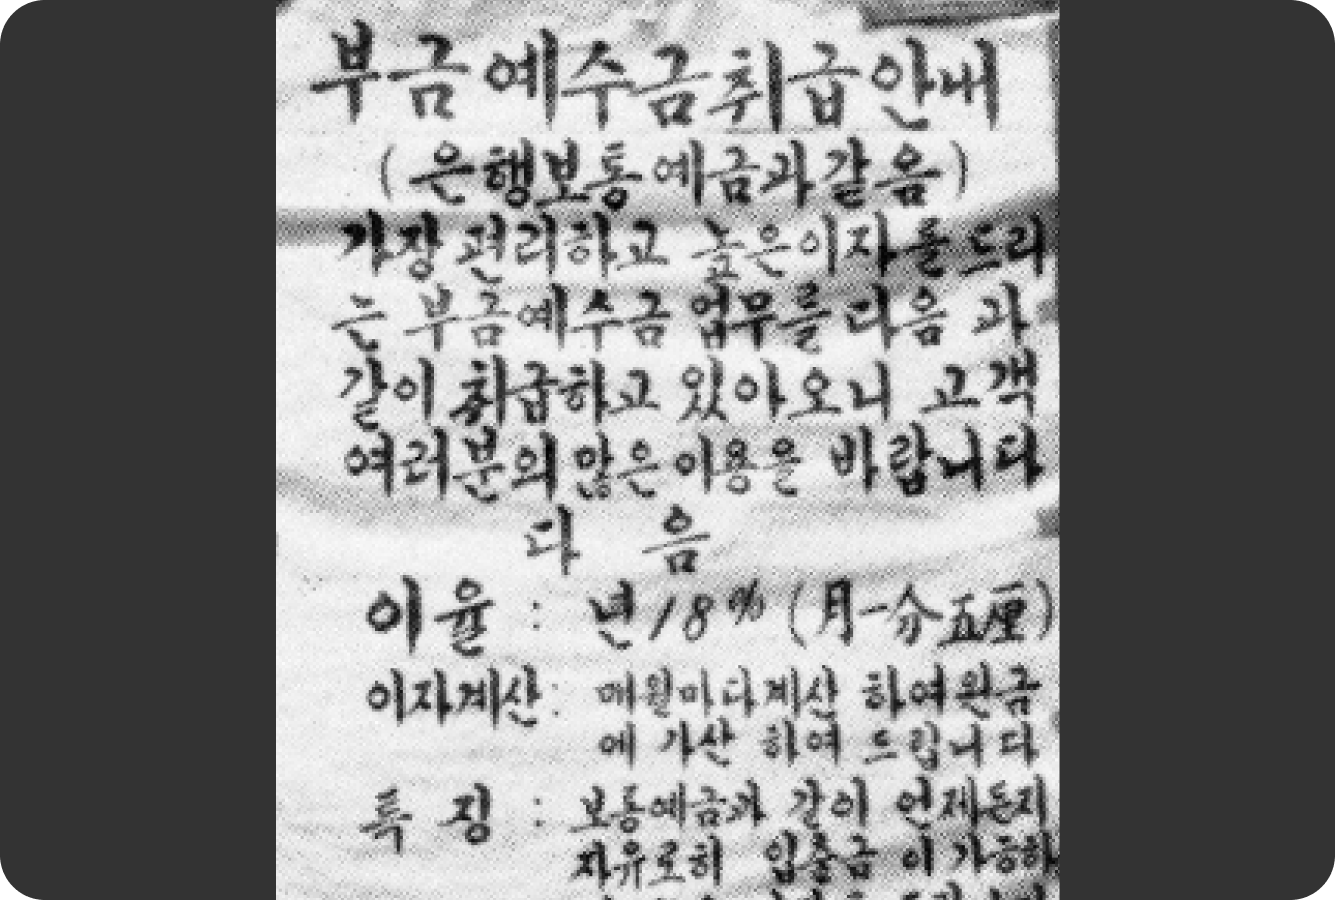 부금예수금취급안내
(은행보통예금과같음)
가장 편리하고 높은이자를드리
는 부금예수금 업무를 다음 과
같이 취급하고 있아오니 고객
여러분의 많은 이용을 바랍니다
다 음
이 율 : 년 18% (月一分五厘)
이자계산: 매월마다계산 하여원금
에 가산 하여 드립니다
특 징 : 보통예금과 같이 언제든지
자유로히 입출금 이 가능하